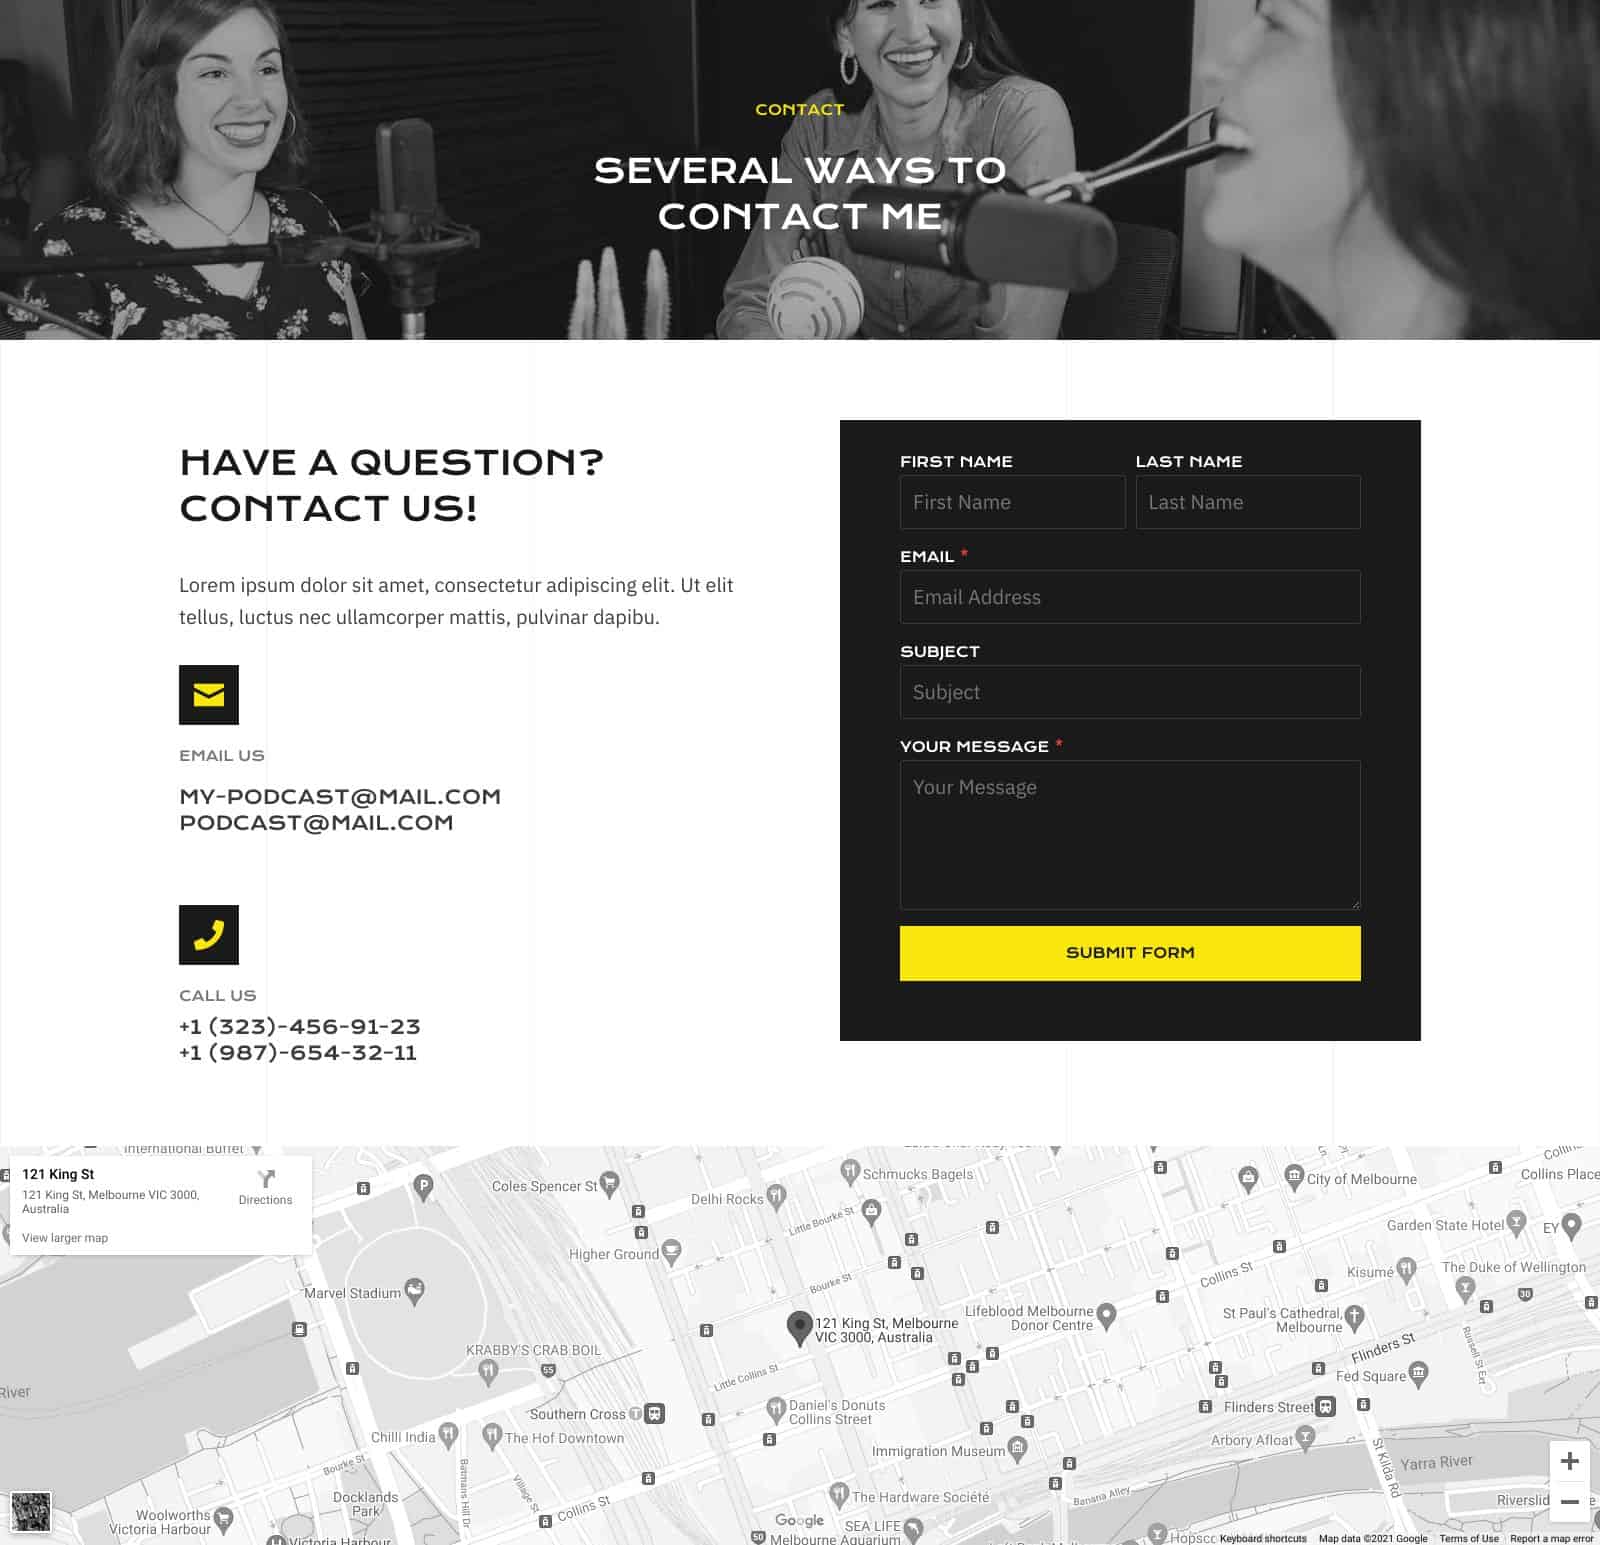 CONTACT
SEVERAL WAYS TO
CONTACT ME
HAVE A QUESTION?
CONTACT US!
Lorem ipsum dolor sit amet, consectetur adipiscing elit. Ut elit
tellus, luctus nec ullamcorper mattis, pulvinar dapibu.
EMAIL US
MY-PODCAST@MAIL.COM
PODCAST@MAIL.COM
CALL US
+1 (323)-456-91-23
+1 (987)-654-32-11
FIRST NAME
LAST NAME
First Name
Last Name
EMAIL *
Email Address
SUBJECT
Subject
YOUR MESSAGE *
Your Message
SUBMIT FORM
International Buffet
121 King St
121 King St, Melbourne VIC 3000,
Australia
Directions
View larger map
P
Coles Spencer St
Schmucks Bagels
Delhi Rocks
Little Bourke St
City of Melbourne
Collins Place
Garden State Hotel
EY
Higher Ground
Bourke St
Collins St
Kisumé
The Duke of Wellington
Marvel Stadium
30
121 King St, Melbourne
VIC 3000, Australia
Lifeblood Melbourne
Donor Centre
St Paul's Cathedral,
Melbourne
Flinders St
Russell St Ext
KRABBY'S CRAB BOIL
55
Little Collins St
Fed Square
River
Daniel's Donuts
Collins Street
Southern Cross
Flinders Street
Chilli India
The Hof Downtown
Immigration Museum
Arbory Afloat
St Kilda Rd
Yarra River
Bourke St
Batmans Hill Dr
Village St
Docklands
Park
Collins St
The Hardware Société
Banana Alley
Woolworths
Victoria Harbour
Victoria Harbour
Google
50
SEA LIFE
Melbourne Aquarium
Keyboard shortcuts
Map data ©2021 Google
Terms of Use
Report a map error